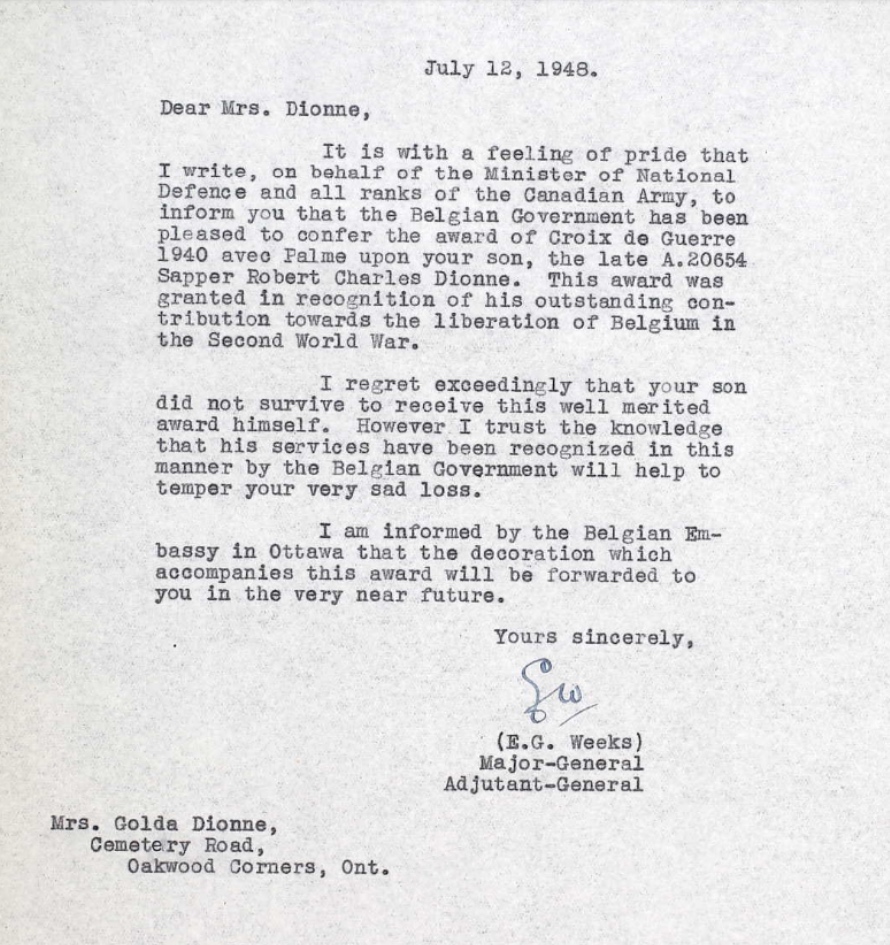 July 12, 1948.
Dear Mrs. Dionne,
It is with a feeling of pride that
I write, on behalf of the Minister of National
Defence and all ranks of the Canadian Army, to
inform you that the Belgian Government has been
pleased to confer the award of Croix de Guerre
1940 avec Palme upon your son, the late A.20654
Sapper Robert Charles Dionne. This award was
granted in recognition of his outstanding con-
tribution towards the liberation of Belgium in
the Second World War.
I regret exceedingly that your son
did not survive to receive this well merited
award himself. However I trust the knowledge
that his services have been recognized in this
manner by the Belgian Government will help to
temper your very sad loss.
I am informed by the Belgian Em-
bassy in Ottawa that the decoration which
accompanies this award will be forwarded to
you in the very near future.
Yours sincerely,
(E.G. Weeks)
Major-General
Adjutant-General
Mrs. Golda Dionne,
Cemetery Road,
Oakwood Corners, Ont.